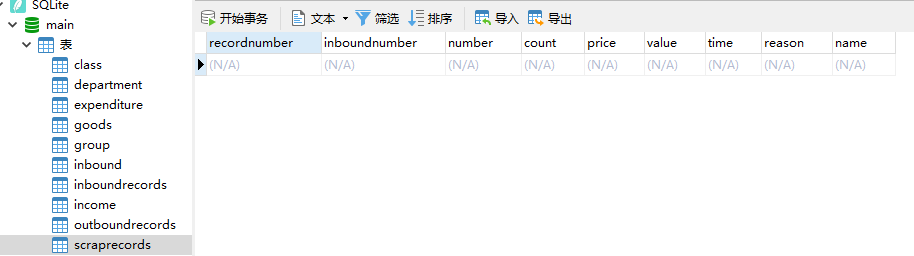 SQLite
main
表
class
department
expenditure
goods
group
inbound
inboundrecords
income
outboundrecords
scraprecords
开始事务 文本 筛选 排序 导入 导出
recordnumber inboundnumber number count price value time reason name
(N/A) (N/A) (N/A) (N/A) (N/A) (N/A) (N/A) (N/A) (N/A)